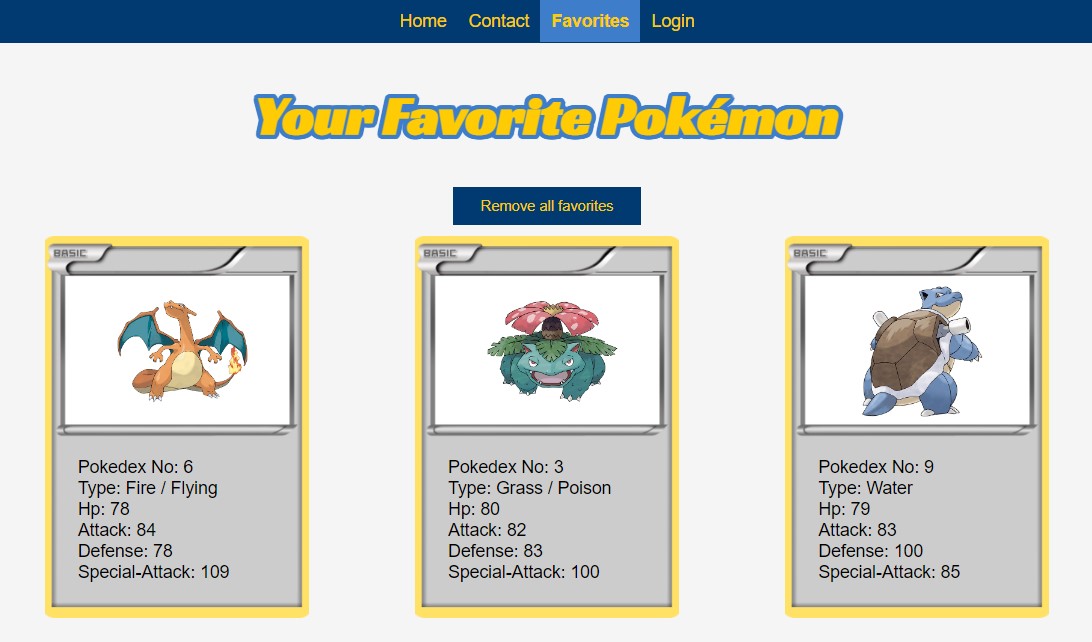 Home Contact Favorites Login
Your Favorite Pokémon
Remove all favorites
BASIC
Pokedex No: 6
Type: Fire / Flying
Hp: 78
Attack: 84
Defense: 78
Special-Attack: 109
BASIC
Pokedex No: 3
Type: Grass / Poison
Hp: 80
Attack: 82
Defense: 83
Special-Attack: 100
BASIC
Pokedex No: 9
Type: Water
Hp: 79
Attack: 83
Defense: 100
Special-Attack: 85